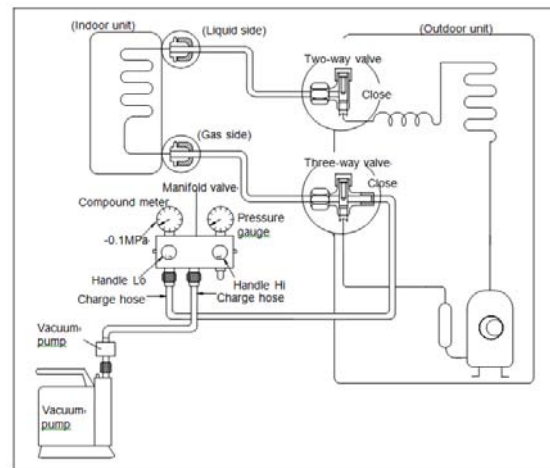 (Indoor unit)
(Liquid side)
(Outdoor unit)
Two-way valve
Close
(Gas side)
Three-way valve
Close
Manifold valve
Compound meter
Pressure
gauge
-0.1MPa
Handle Lo
Handle Hi
Charge hose
Charge hose
Vacuum
pump
Vacuum
pump